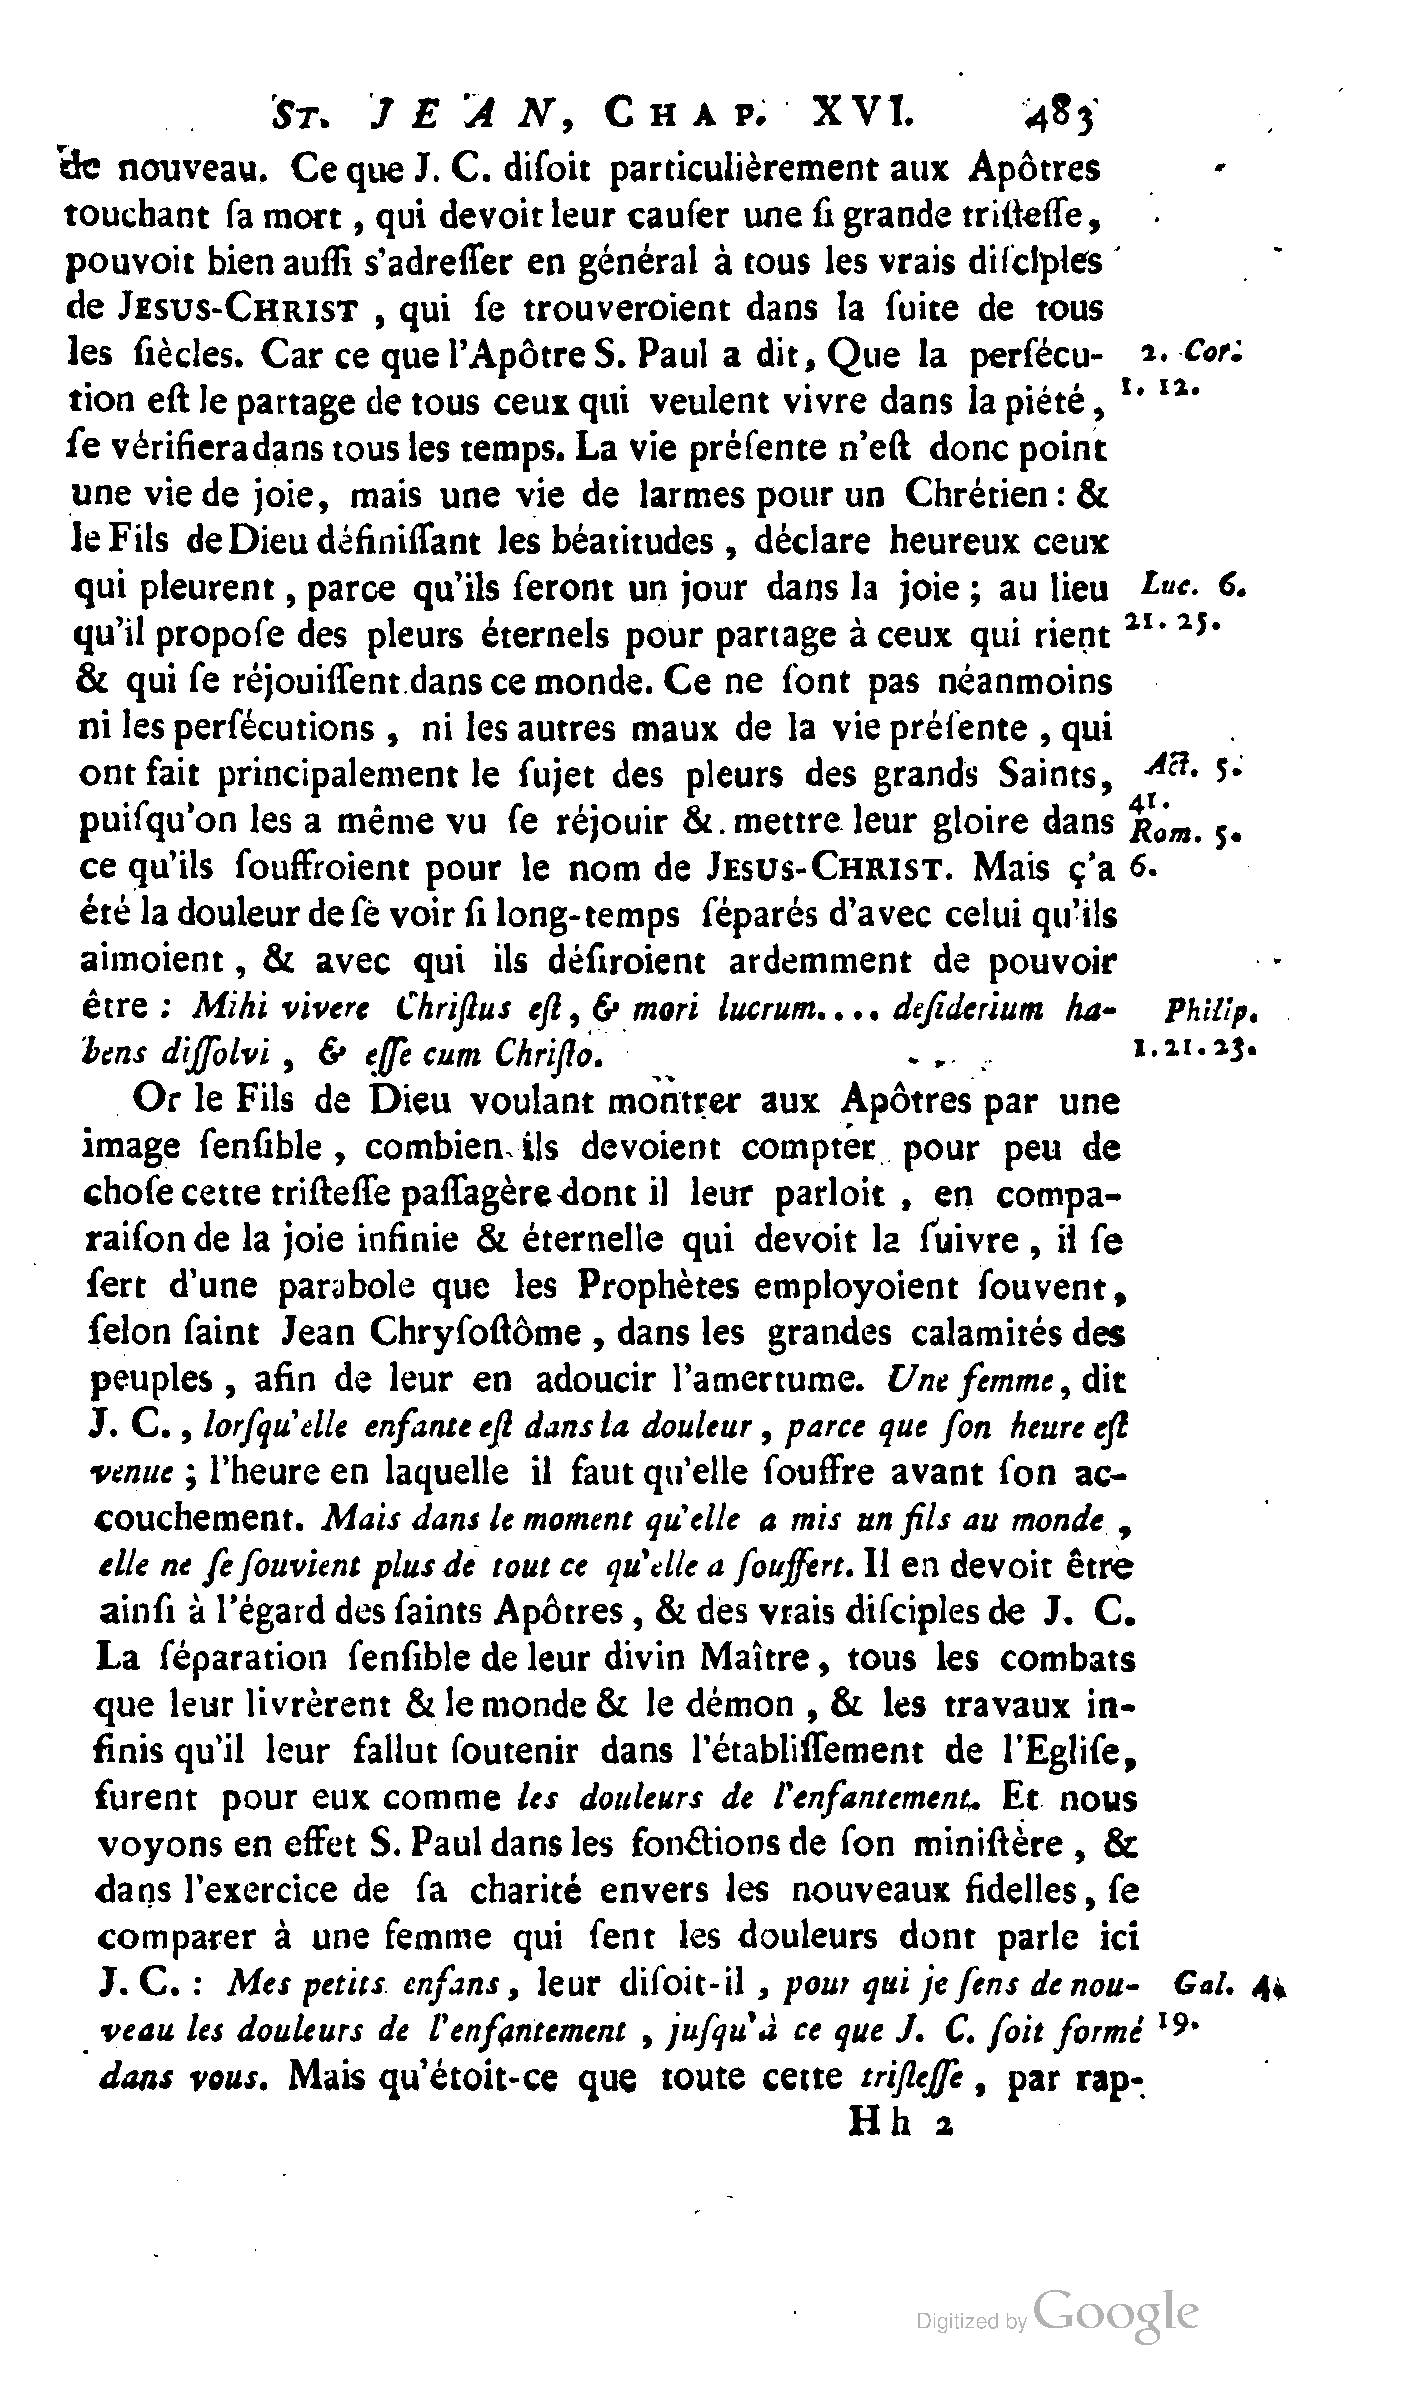 ST. JEAN, CHAP. XVI. 483
de nouveau. Ce que J. C. diſoit particulièrement aux Apôtres
touchant ſa mort, qui devoit leur cauſer une ſi grande triſteſſe,
pouvoit bien auſſi s'adreſſer en général à tous les vrais diſciples
de JESUS-CHRIST, qui ſe trouveroient dans la ſuite de tous
les ſiècles. Car ce que l'Apôtre S. Paul a dit, Que la perſécu- 2. Cor.
tion eſt le partage de tous ceux qui veulent vivre dans la piété, 1. 12.
ſe vérifiera dans tous les temps. La vie préſente n'eſt donc point
une vie de joie, mais une vie de larmes pour un Chrétien : &
le Fils de Dieu définiſſant les béatitudes, déclare heureux ceux
qui pleurent, parce qu'ils ſeront un jour dans la joie ; au lieu Luc. 6.
qu'il propoſe des pleurs éternels pour partage à ceux qui rient 21. 25.
& qui ſe réjouiſſent dans ce monde. Ce ne ſont pas néanmoins
ni les perſécutions, ni les autres maux de la vie préſente, qui
ont fait principalement le ſujet des pleurs des grands Saints, Act. 5.
41.
puiſqu'on les a même vu ſe réjouir & mettre leur gloire dans Rom. 5.
ce qu'ils ſouffroient pour le nom de JESUS-CHRIST. Mais ç'a 6.
été la douleur de ſe voir ſi long-temps ſéparés d'avec celui qu'ils
aimoient, & avec qui ils déſiroient ardemment de pouvoir
être : Mihi vivere Chriſtus eſt, & mori lucrum.... deſiderium ha- Philip.
bens diſſolvi, & eſſe cum Chriſto. 1. 21. 23.
Or le Fils de Dieu voulant montrer aux Apôtres par une
image ſenſible, combien ils devoient compter pour peu de
choſe cette triſteſſe paſſagère dont il leur parloit, en compa-
raiſon de la joie infinie & éternelle qui devoit la ſuivre, il ſe
ſert d'une parabole que les Prophètes employoient ſouvent,
ſelon ſaint Jean Chryſoſtôme, dans les grandes calamités des
peuples, afin de leur en adoucir l'amertume. Une femme, dit
J. C., lorſqu'elle enfante eſt dans la douleur, parce que ſon heure eſt
venue ; l'heure en laquelle il faut qu'elle ſouffre avant ſon ac-
couchement. Mais dans le moment qu'elle a mis un fils au monde,
elle ne ſe ſouvient plus de tout ce qu'elle a ſouffert. Il en devoit être
ainſi à l'égard des ſaints Apôtres, & des vrais diſciples de J. C.
La ſéparation ſenſible de leur divin Maître, tous les combats
que leur livrèrent & le monde & le démon, & les travaux in-
finis qu'il leur fallut ſoutenir dans l'établiſſement de l'Egliſe,
furent pour eux comme les douleurs de l'enfantement. Et nous
voyons en effet S. Paul dans les fonctions de ſon miniſtère, &
dans l'exercice de ſa charité envers les nouveaux fidelles, ſe
comparer à une femme qui ſent les douleurs dont parle ici
J. C. : Mes petits enfans, leur diſoit-il, pour qui je ſens de nou- Gal. 4.
veau les douleurs de l'enfantement, juſqu'à ce que J. C. ſoit formé 19.
dans vous. Mais qu'étoit-ce que toute cette triſteſſe, par rap-
Hh 2
Digitized by Google